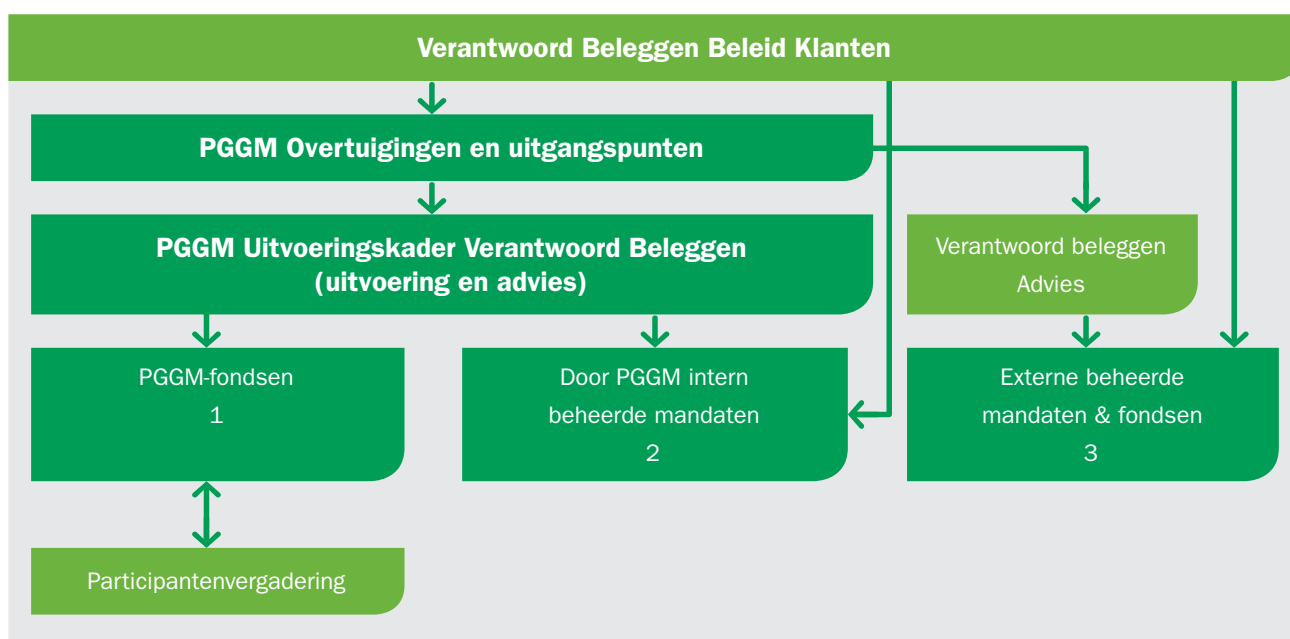 Verantwoord Beleggen Beleid Klanten
PGGM Overtuigingen en uitgangspunten
PGGM Uitvoeringskader Verantwoord Beleggen
(uitvoering en advies)
Verantwoord beleggen
Advies
PGGM-fondsen
1
Door PGGM intern
beheerde mandaten
2
Externe beheerde
mandaten & fondsen
3
Participantenvergadering